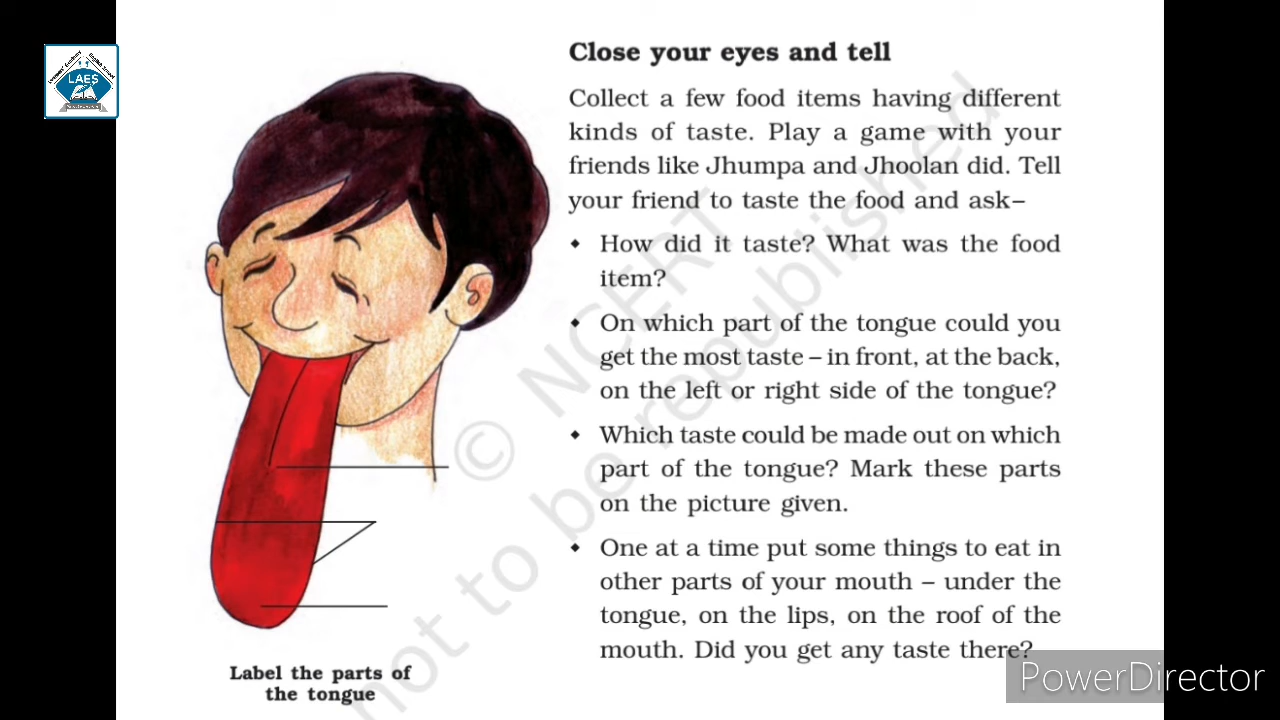 LAES
Close your eyes and tell
Collect a few food items having different
kinds of taste. Play a game with your
friends like Jhumpa and Jhoolan did. Tell
your friend to taste the food and ask–
• How did it taste? What was the food
item?
• On which part of the tongue could you
get the most taste – in front, at the back,
on the left or right side of the tongue?
• Which taste could be made out on which
part of the tongue? Mark these parts
on the picture given.
• One at a time put some things to eat in
other parts of your mouth – under the
tongue, on the lips, on the roof of the
mouth. Did you get any taste there?
Label the parts of
the tongue
© NCERT
not to be republished
PowerDirector